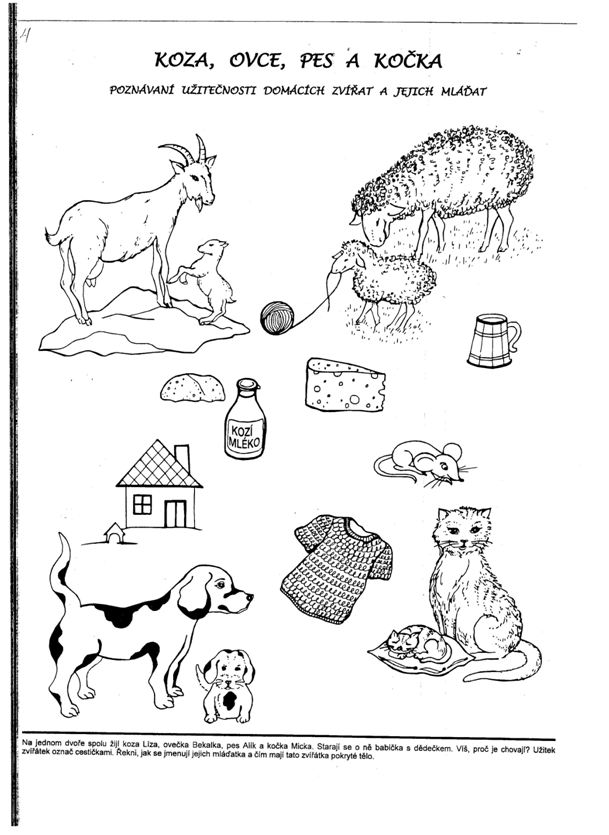 4
KOZA, OVCE, PES A KOČKA
POZNÁVANÍ UŽITEČNOSTI DOMÁCÍCH ZVÍŘAT A JEJICH MLÁĎAT
KOZÍ
MLÉKO
Na jednom dvoře spolu žijí koza Líza, ovečka Bekalka, pes Alík a kočka Micka. Starají se o ně babička s dědečkem. Víš, proč je chovají? Užitek
zvířátek označ cestičkami. Řekni, jak se jmenují jejich mláďatka a čím mají tato zvířátka pokryté tělo.